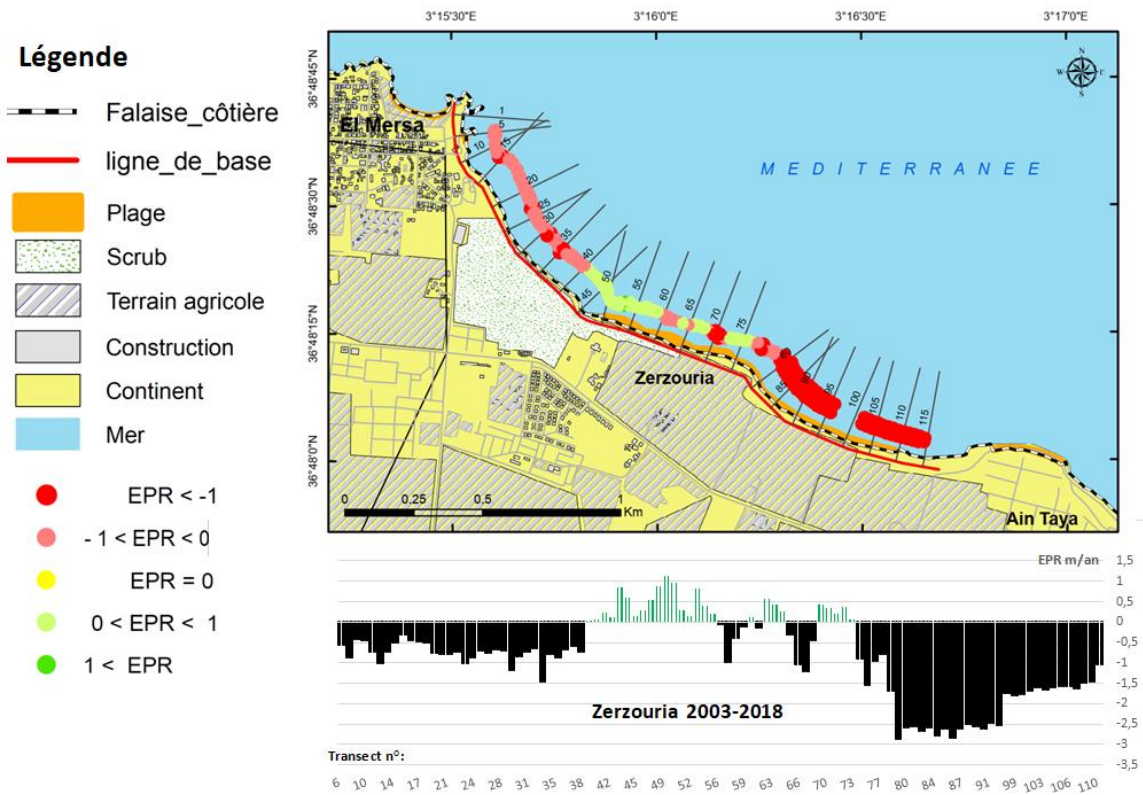 Légende
Falaise_côtière
ligne_de_base
Plage
Scrub
Terrain agricole
Construction
Continent
Mer
EPR < -1
- 1 < EPR < 0
EPR = 0
0 < EPR < 1
1 < EPR
3°15'30"E 3°16'0"E 3°16'30"E 3°17'0"E
36°48'45"N
36°48'30"N
36°48'15"N
36°48'0"N
N
W E
S
El Mersa
MEDITERRANEE
1
5
10
15
20
25
30
35
40
45
50
55
60
65
70
75
85
95
100
105
110
115
Zerzouria
Ain Taya
0 0,25 0,5 1
Km
EPR m/an
1,5
1
0,5
0
-0,5
-1
-1,5
-2
-2,5
-3
-3,5
Zerzouria 2003-2018
Transect n°:
6 10 14 17 21 24 28 31 35 38 42 45 49 52 56 59 63 66 70 73 77 80 84 87 91 94 99 103 106 110